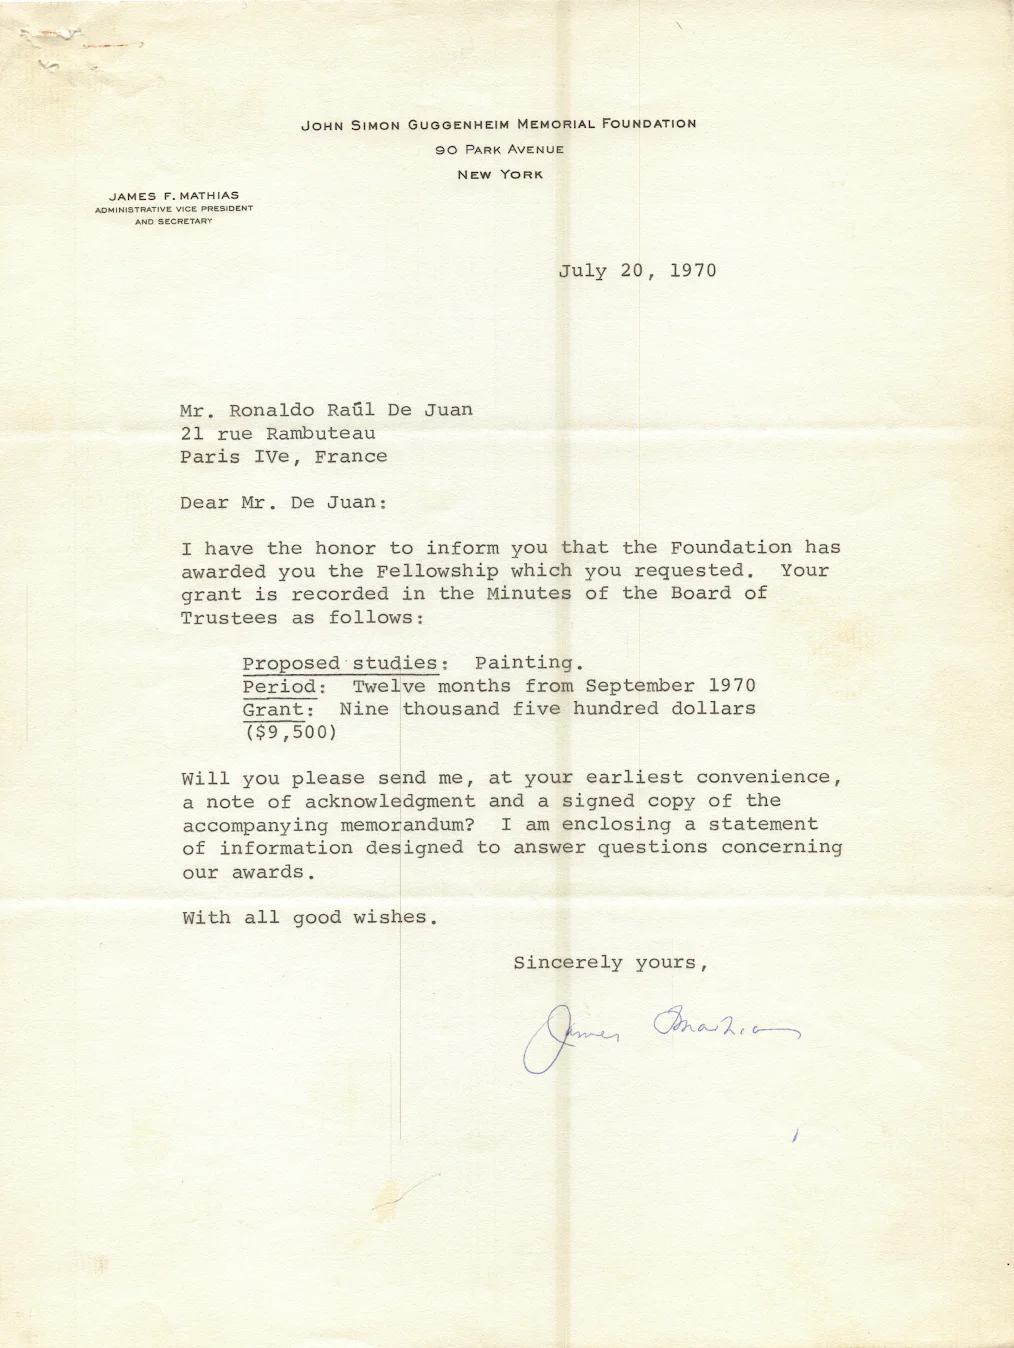 JOHN SIMON GUGGENHEIM MEMORIAL FOUNDATION
90 PARK AVENUE
NEW YORK
JAMES F. MATHIAS
ADMINISTRATIVE VICE PRESIDENT
AND SECRETARY
July 20, 1970
Mr. Ronaldo Raúl De Juan
21 rue Rambuteau
Paris IVe, France
Dear Mr. De Juan:
I have the honor to inform you that the Foundation has
awarded you the Fellowship which you requested. Your
grant is recorded in the Minutes of the Board of
Trustees as follows:
Proposed studies: Painting.
Period: Twelve months from September 1970
Grant: Nine thousand five hundred dollars
($9,500)
Will you please send me, at your earliest convenience,
a note of acknowledgment and a signed copy of the
accompanying memorandum? I am enclosing a statement
of information designed to answer questions concerning
our awards.
With all good wishes.
Sincerely yours,
James Mathias